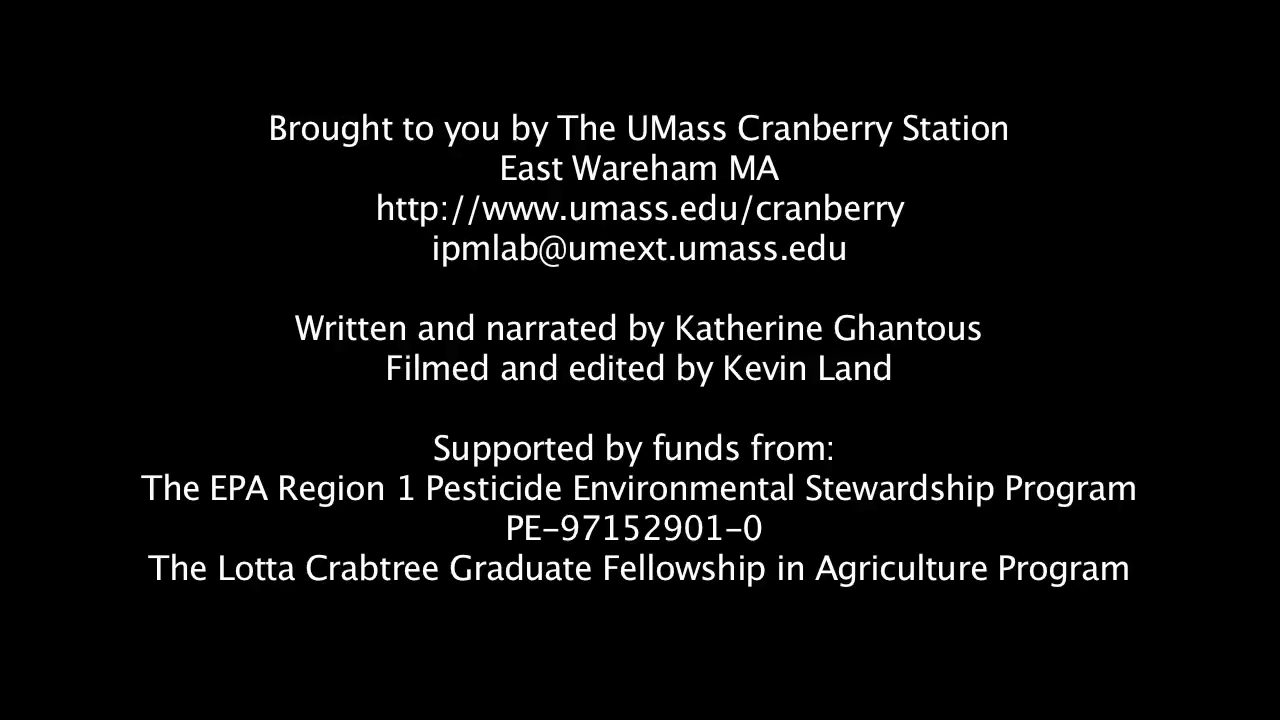 Brought to you by The UMass Cranberry Station
East Wareham MA
http://www.umass.edu/cranberry
ipmlab@umext.umass.edu
Written and narrated by Katherine Ghantous
Filmed and edited by Kevin Land
Supported by funds from:
The EPA Region 1 Pesticide Environmental Stewardship Program
PE-97152901-0
The Lotta Crabtree Graduate Fellowship in Agriculture Program